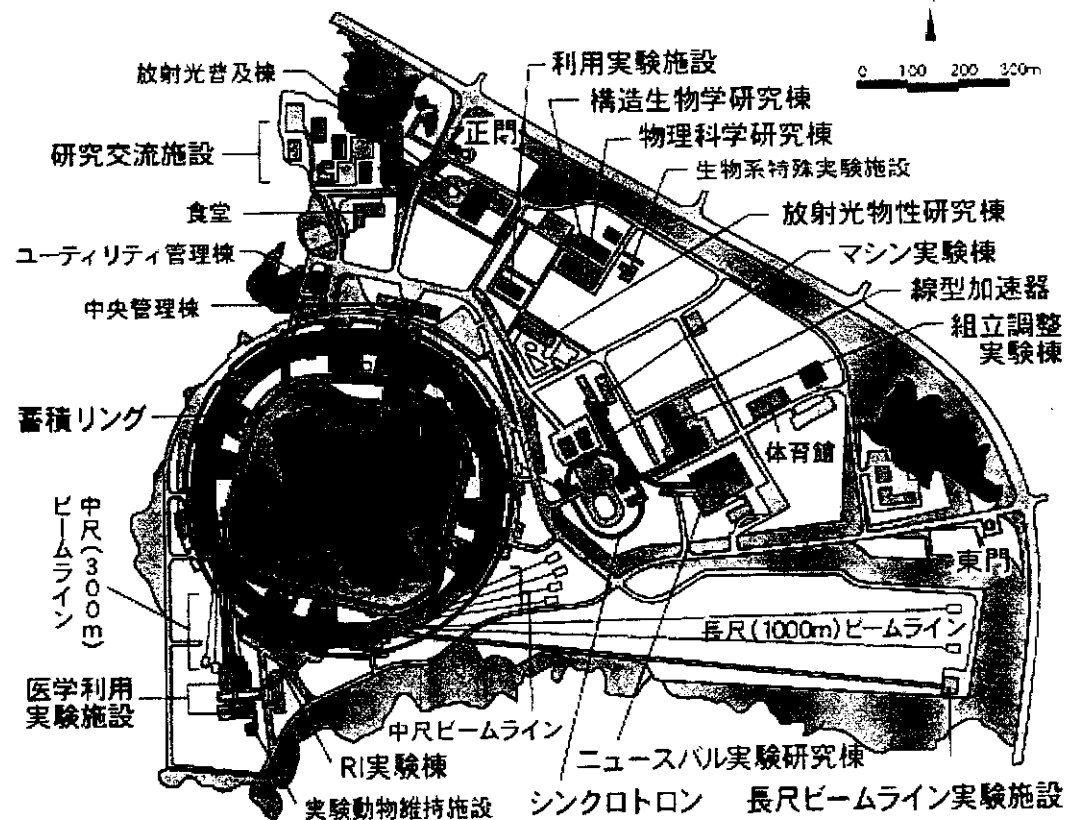 0 100 200 300m
放射光普及棟
利用実験施設
構造生物学研究棟
正門
物理科学研究棟
研究交流施設
生物系特殊実験施設
食堂
放射光物性研究棟
ユーティリティ管理棟
マシン実験棟
中央管理棟
線型加速器
組立調整
実験棟
蓄積リング
体育館
中尺(300m)
ビームライン
東門
長尺(1000m)ビームライン
医学利用
実験施設
中尺ビームライン
RI実験棟
ニュースバル実験研究棟
実験動物維持施設
シンクロトロン
長尺ビームライン実験施設